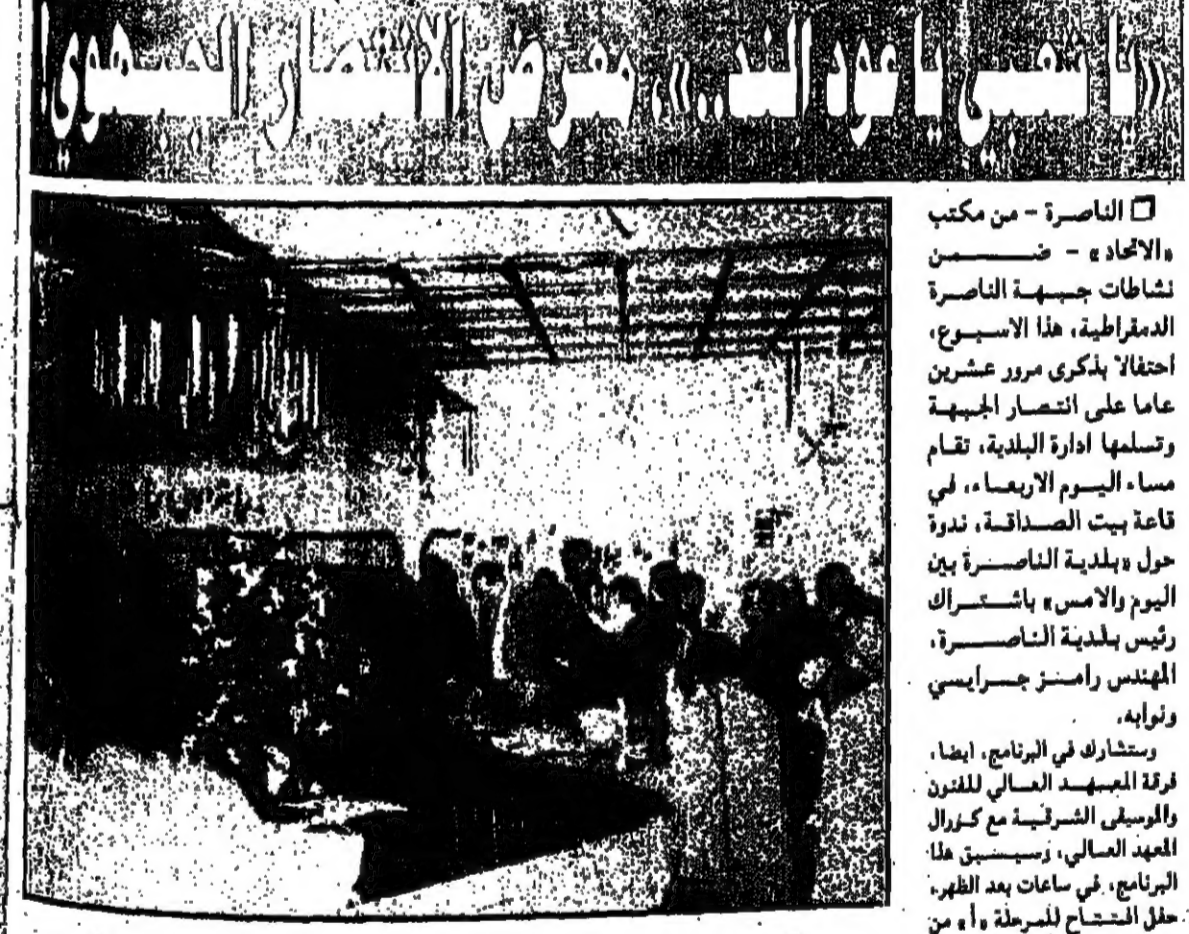 «نا تعبي يا عود الند..»، معرض الانتصار الجبهوي!
الناصرة - من مكتب
«الاتحاد» - ضمن
نشاطات جبهة الناصرة
الدمقراطية، هذا الاسبوع،
احتفالا بذكرى مرور عشرين
عاما على انتصار الجبهة
وتسلمها ادارة البلدية، تقام
مساء اليوم الاربعاء، في
قاعة بيت الصداقة، ندوة
حول «بلدية الناصرة بين
اليوم والامس» باشتراك
رئيس بلدية الناصرة،
المهندس رامز جرايسي
ونوابه.
وستشارك في البرنامج، ايضا،
فرقة المعهد العالي للفنون
والموسيقى الشرقية مع كورال
المعهد العالي، وسيسبق هذا
البرنامج، في ساعات بعد الظهر،
حفل افتتاح للمرحلة «أ» من